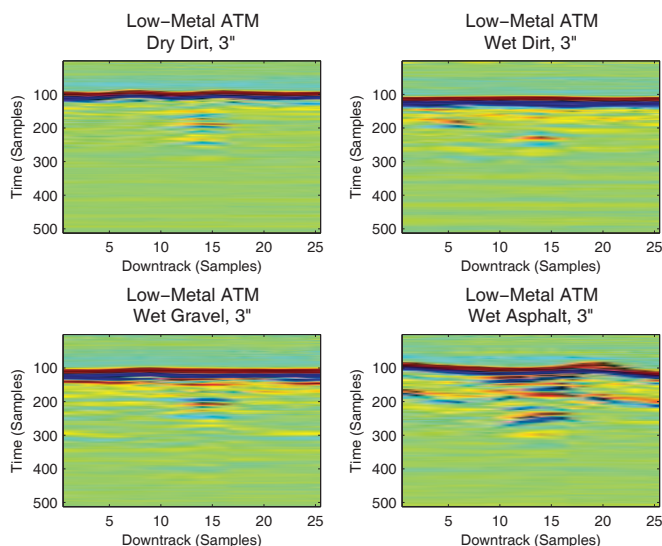 Low−Metal ATM
Dry Dirt, 3"
100
200
300
400
500
Time (Samples)
5
10
15
20
25
Downtrack (Samples)
Low−Metal ATM
Wet Dirt, 3"
100
200
300
400
500
Time (Samples)
5
10
15
20
25
Downtrack (Samples)
Low−Metal ATM
Wet Gravel, 3"
100
200
300
400
500
Time (Samples)
5
10
15
20
25
Downtrack (Samples)
Low−Metal ATM
Wet Asphalt, 3"
100
200
300
400
500
Time (Samples)
5
10
15
20
25
Downtrack (Samples)